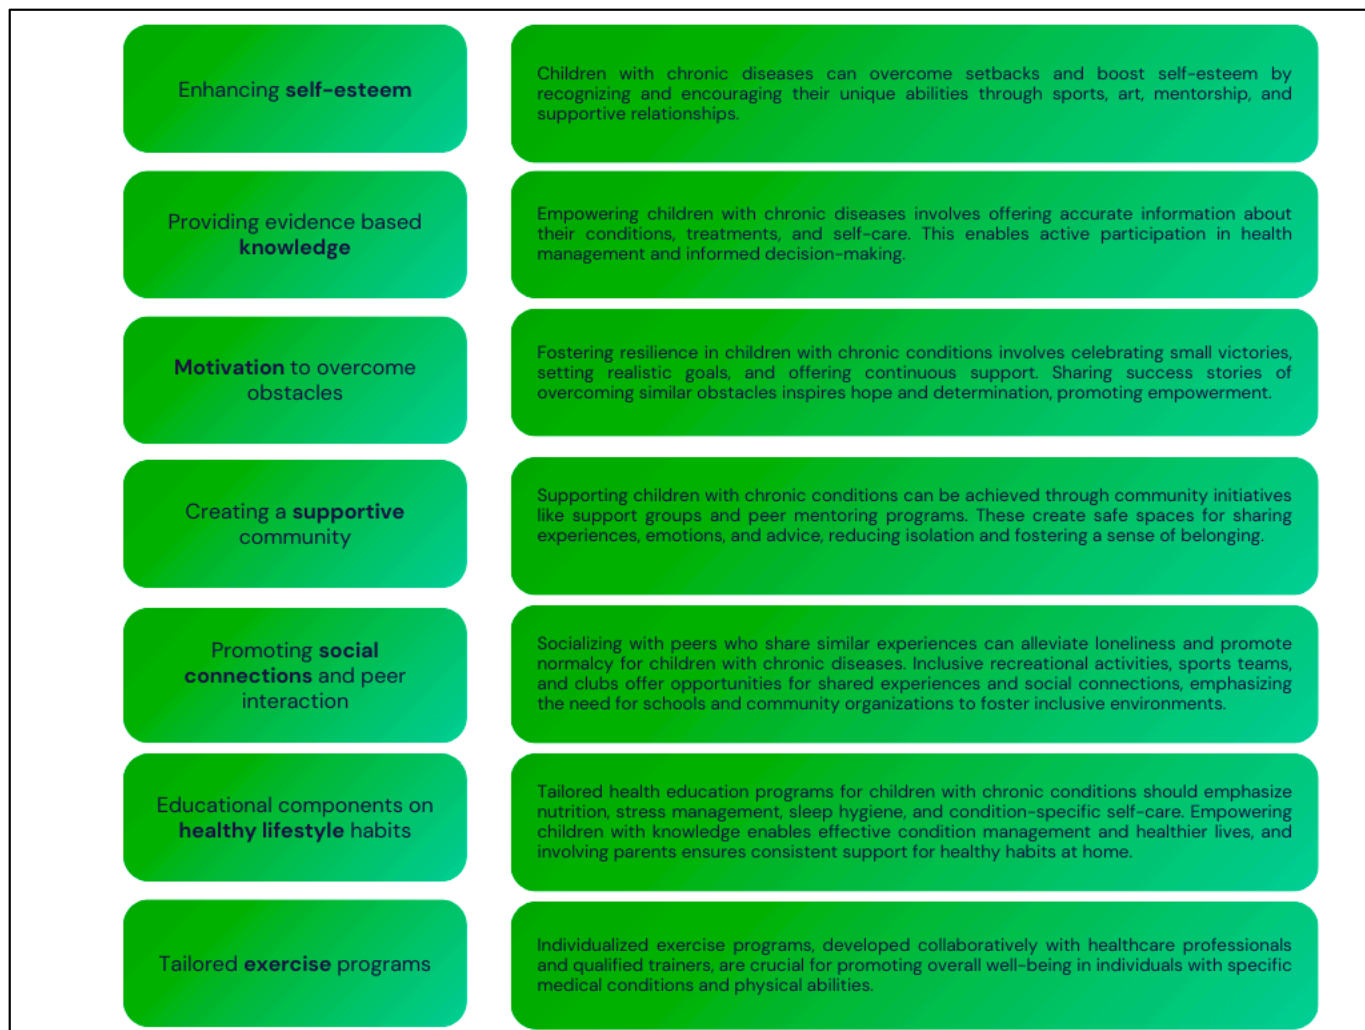 Enhancing self-esteem
Children with chronic diseases can overcome setbacks and boost self-esteem by
recognizing and encouraging their unique abilities through sports, art, mentorship, and
supportive relationships.
Providing evidence based
knowledge
Empowering children with chronic diseases involves offering accurate information about
their conditions, treatments, and self-care. This enables active participation in health
management and informed decision-making.
Motivation to overcome
obstacles
Fostering resilience in children with chronic conditions involves celebrating small victories,
setting realistic goals, and offering continuous support. Sharing success stories of
overcoming similar obstacles inspires hope and determination, promoting empowerment.
Creating a supportive
community
Supporting children with chronic conditions can be achieved through community initiatives
like support groups and peer mentoring programs. These create safe spaces for sharing
experiences, emotions, and advice, reducing isolation and fostering a sense of belonging.
Promoting social
connections and peer
interaction
Socializing with peers who share similar experiences can alleviate loneliness and promote
normalcy for children with chronic diseases. Inclusive recreational activities, sports teams,
and clubs offer opportunities for shared experiences and social connections, emphasizing
the need for schools and community organizations to foster inclusive environments.
Educational components on
healthy lifestyle habits
Tailored health education programs for children with chronic conditions should emphasize
nutrition, stress management, sleep hygiene, and condition-specific self-care. Empowering
children with knowledge enables effective condition management and healthier lives, and
involving parents ensures consistent support for healthy habits at home.
Tailored exercise programs
Individualized exercise programs, developed collaboratively with healthcare professionals
and qualified trainers, are crucial for promoting overall well-being in individuals with specific
medical conditions and physical abilities.